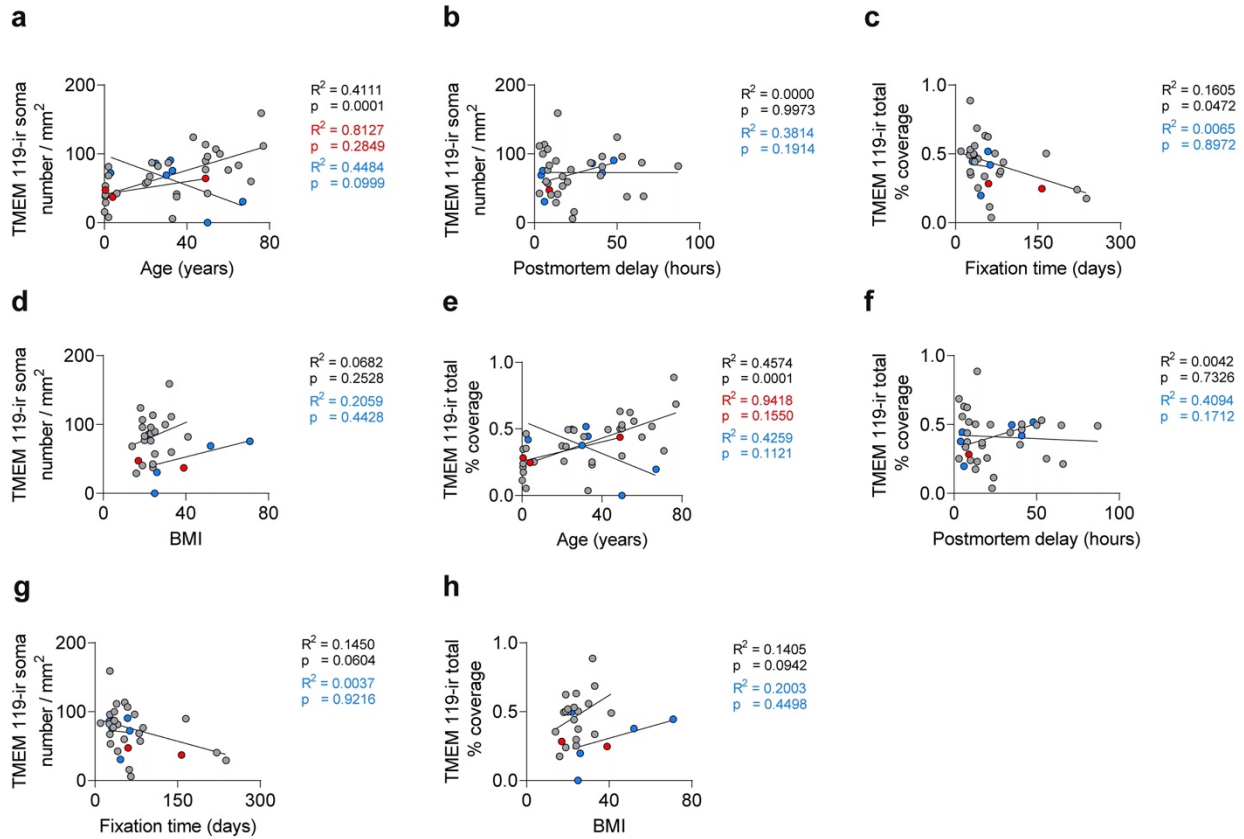 a
TMEM 119-ir soma
number / mm²
200
100
0
0 40 80
Age (years)
R² = 0.4111
p = 0.0001
R² = 0.8127
p = 0.2849
R² = 0.4484
p = 0.0999
b
TMEM 119-ir soma
number / mm²
200
100
0
0 50 100
Postmortem delay (hours)
R² = 0.0000
p = 0.9973
R² = 0.3814
p = 0.1914
c
TMEM 119-ir total
% coverage
1.0
0.5
0.0
0 150 300
Fixation time (days)
R² = 0.1605
p = 0.0472
R² = 0.0065
p = 0.8972
d
TMEM 119-ir soma
number / mm²
200
100
0
0 40 80
BMI
R² = 0.0682
p = 0.2528
R² = 0.2059
p = 0.4428
e
TMEM 119-ir total
% coverage
1.0
0.5
0.0
0 40 80
Age (years)
R² = 0.4574
p = 0.0001
R² = 0.9418
p = 0.1550
R² = 0.4259
p = 0.1121
f
TMEM 119-ir total
% coverage
1.0
0.5
0.0
0 50 100
Postmortem delay (hours)
R² = 0.0042
p = 0.7326
R² = 0.4094
p = 0.1712
g
TMEM 119-ir soma
number / mm²
200
100
0
0 150 300
Fixation time (days)
R² = 0.1450
p = 0.0604
R² = 0.0037
p = 0.9216
h
TMEM 119-ir total
% coverage
1.0
0.5
0.0
0 40 80
BMI
R² = 0.1405
p = 0.0942
R² = 0.2003
p = 0.4498